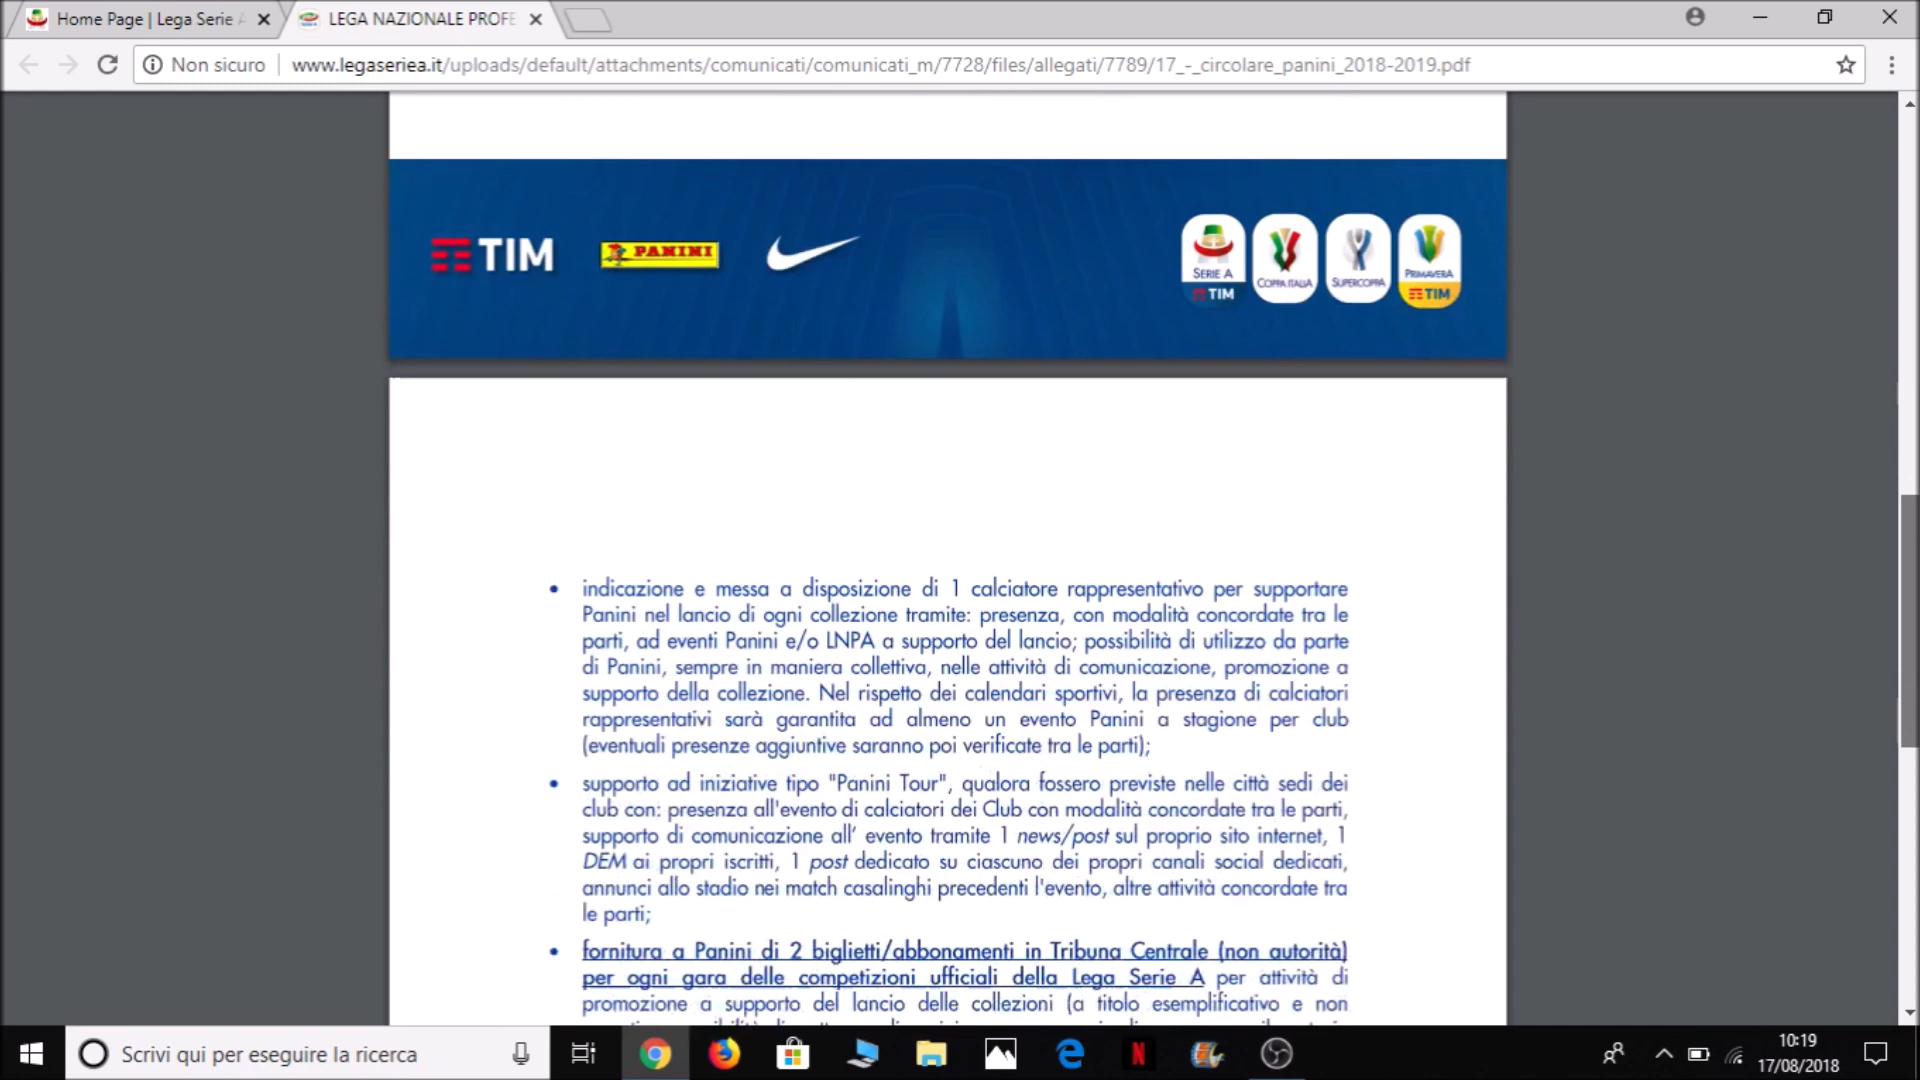 Home Page | Lega Serie A
LEGA NAZIONALE PROFE
Non sicuro
www.legaseriea.it/uploads/default/attachments/comunicati/comunicati_m/7728/files/allegati/7789/17_-_circolare_panini_2018-2019.pdf
TIM
PANINI
SERIE A
TIM
COPPA ITALIA
SUPERCOPPA
PRIMAVERA
TIM
• indicazione e messa a disposizione di 1 calciatore rappresentativo per supportare
Panini nel lancio di ogni collezione tramite: presenza, con modalità concordate tra le
parti, ad eventi Panini e/o LNPA a supporto del lancio; possibilità di utilizzo da parte
di Panini, sempre in maniera collettiva, nelle attività di comunicazione, promozione a
supporto della collezione. Nel rispetto dei calendari sportivi, la presenza di calciatori
rappresentativi sarà garantita ad almeno un evento Panini a stagione per club
(eventuali presenze aggiuntive saranno poi verificate tra le parti);
• supporto ad iniziative tipo "Panini Tour", qualora fossero previste nelle città sedi dei
club con: presenza all'evento di calciatori dei Club con modalità concordate tra le parti,
supporto di comunicazione all’ evento tramite 1 news/post sul proprio sito internet, 1
DEM ai propri iscritti, 1 post dedicato su ciascuno dei propri canali social dedicati,
annunci allo stadio nei match casalinghi precedenti l'evento, altre attività concordate tra
le parti;
• fornitura a Panini di 2 biglietti/abbonamenti in Tribuna Centrale (non autorità)
per ogni gara delle competizioni ufficiali della Lega Serie A per attività di
promozione a supporto del lancio delle collezioni (a titolo esemplificativo e non
Scrivi qui per eseguire la ricerca
10:19
17/08/2018